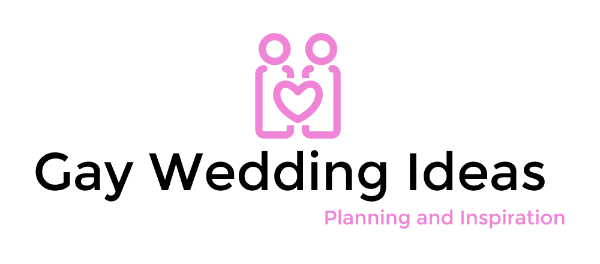 Gay Wedding Ideas
Planning and Inspiration